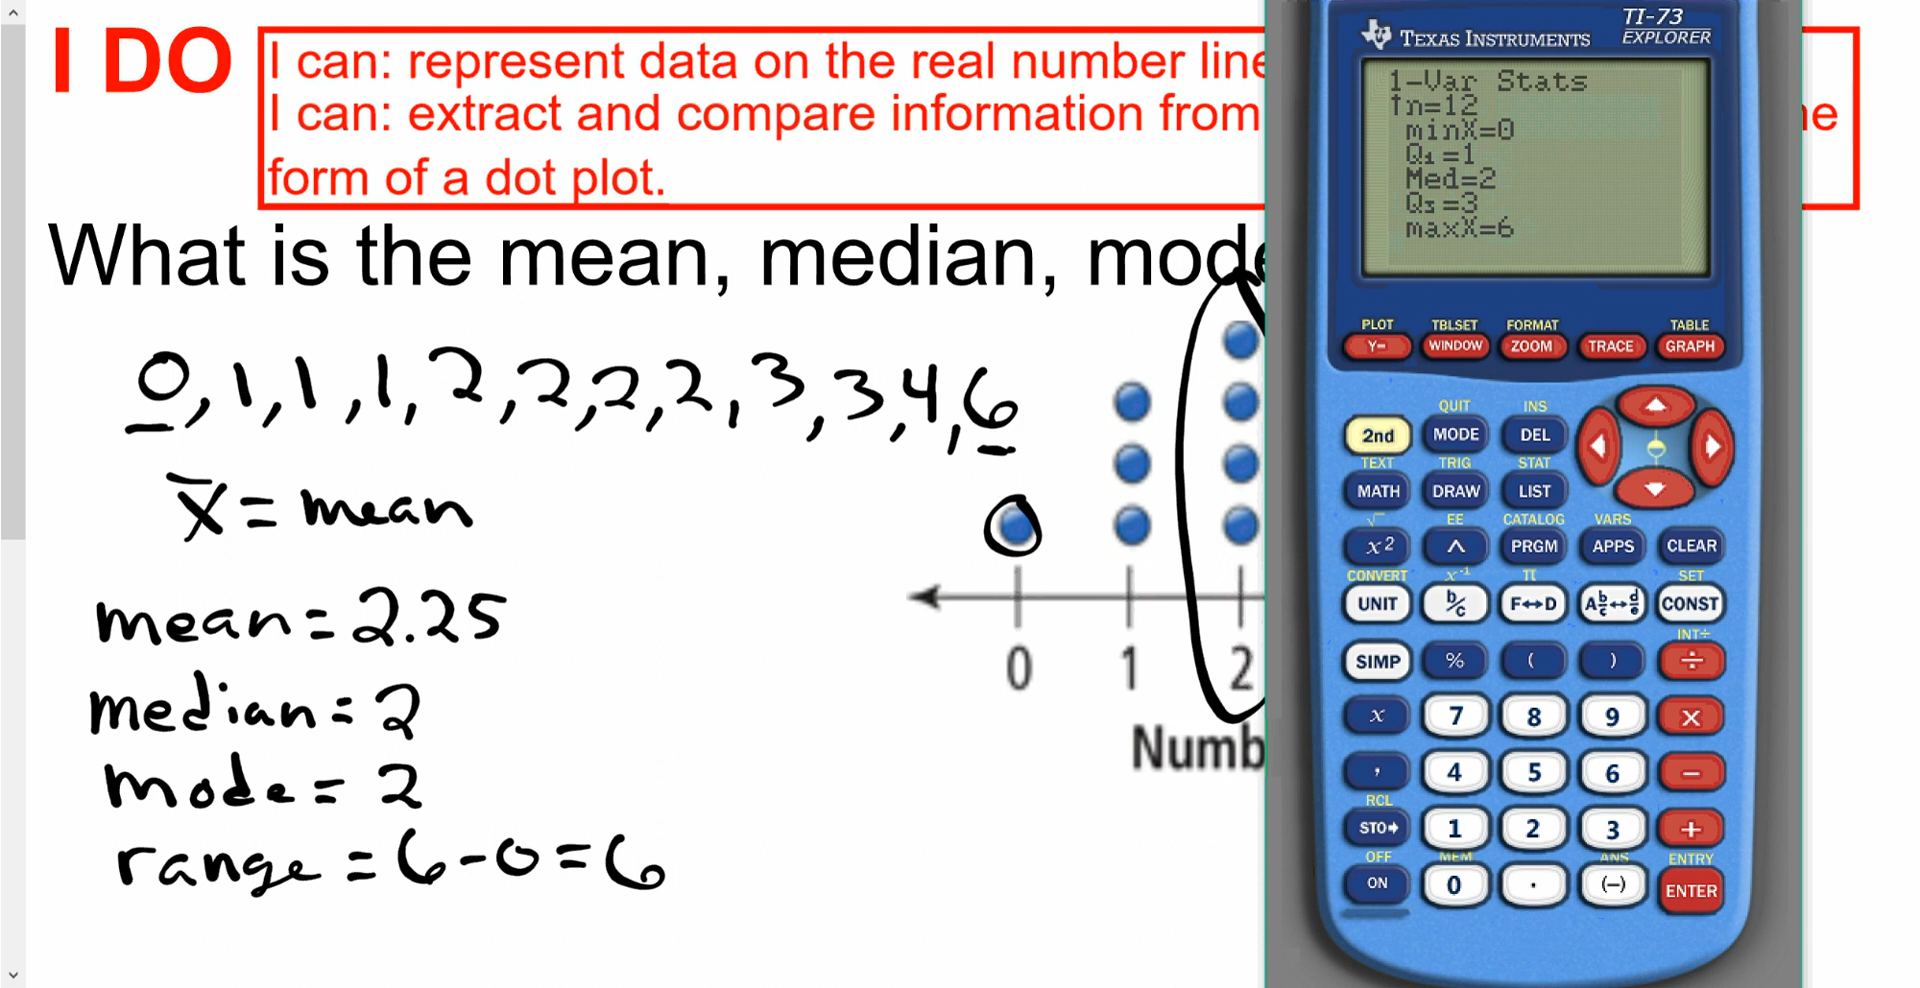 I DO
I can: represent data on the real number line
I can: extract and compare information from
form of a dot plot.
What is the mean, median, mode
0, 1, 1, 1, 2, 2, 2, 2, 3, 3, 4, 6
x̄ = mean
mean = 2.25
median = 2
mode = 2
range = 6 - 0 = 6
0 1 2
Numb
TI-73
TEXAS INSTRUMENTS EXPLORER
1-Var Stats
↑n=12
minX=0
Q₁=1
Med=2
Q₃=3
maxX=6
PLOT TBLSET FORMAT TABLE
Y= WINDOW ZOOM TRACE GRAPH
QUIT INS
2nd MODE DEL
TEXT TRIG STAT
MATH DRAW LIST
√ EE CATALOG VARS
x² ^ PRGM APPS CLEAR
CONVERT x⁻¹ π SET
UNIT b/c F↔D A b/c↔d/e CONST
INT÷
SIMP % ( ) ÷
x 7 8 9 ×
, 4 5 6 −
RCL
STO➧ 1 2 3 +
OFF MEM ANS ENTRY
ON 0 . (−) ENTER